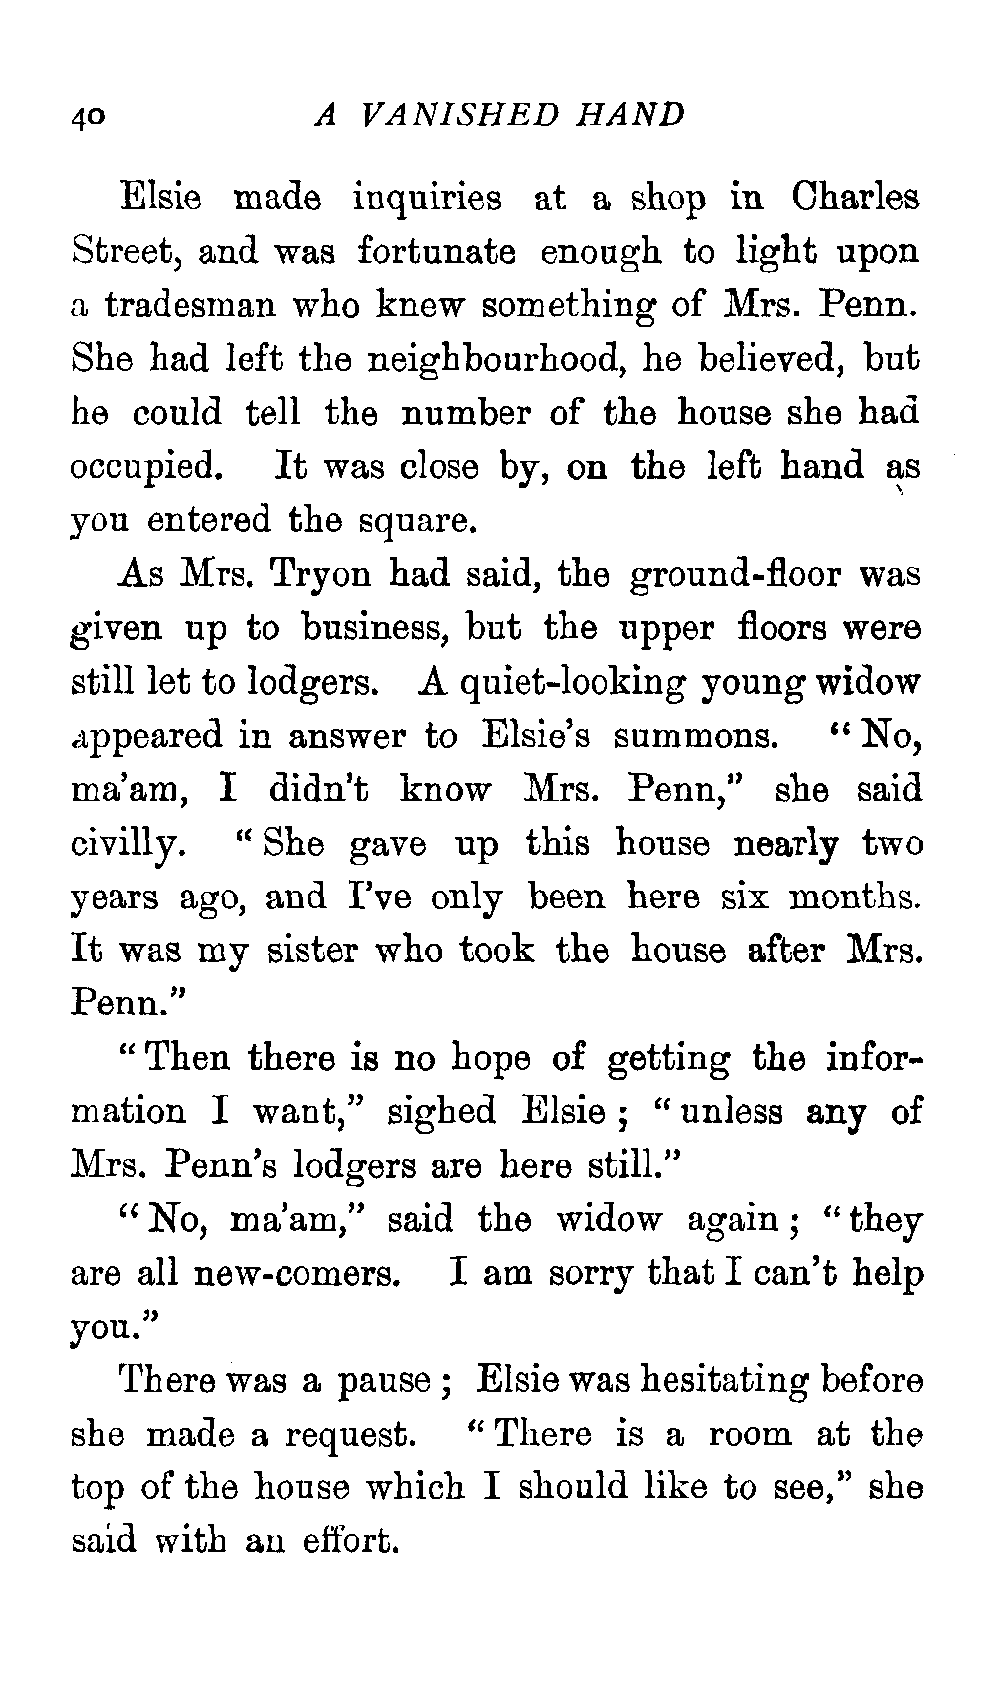 40 A VANISHED HAND
Elsie made inquiries at a shop in Charles
Street, and was fortunate enough to light upon
a tradesman who knew something of Mrs. Penn.
She had left the neighbourhood, he believed, but
he could tell the number of the house she had
occupied. It was close by, on the left hand as
you entered the square.
As Mrs. Tryon had said, the ground-floor was
given up to business, but the upper floors were
still let to lodgers. A quiet-looking young widow
appeared in answer to Elsie's summons. "No,
ma'am, I didn't know Mrs. Penn," she said
civilly. "She gave up this house nearly two
years ago, and I've only been here six months.
It was my sister who took the house after Mrs.
Penn."
"Then there is no hope of getting the infor-
mation I want," sighed Elsie; "unless any of
Mrs. Penn's lodgers are here still."
"No, ma'am," said the widow again; "they
are all new-comers. I am sorry that I can't help
you."
There was a pause; Elsie was hesitating before
she made a request. "There is a room at the
top of the house which I should like to see," she
said with an effort.